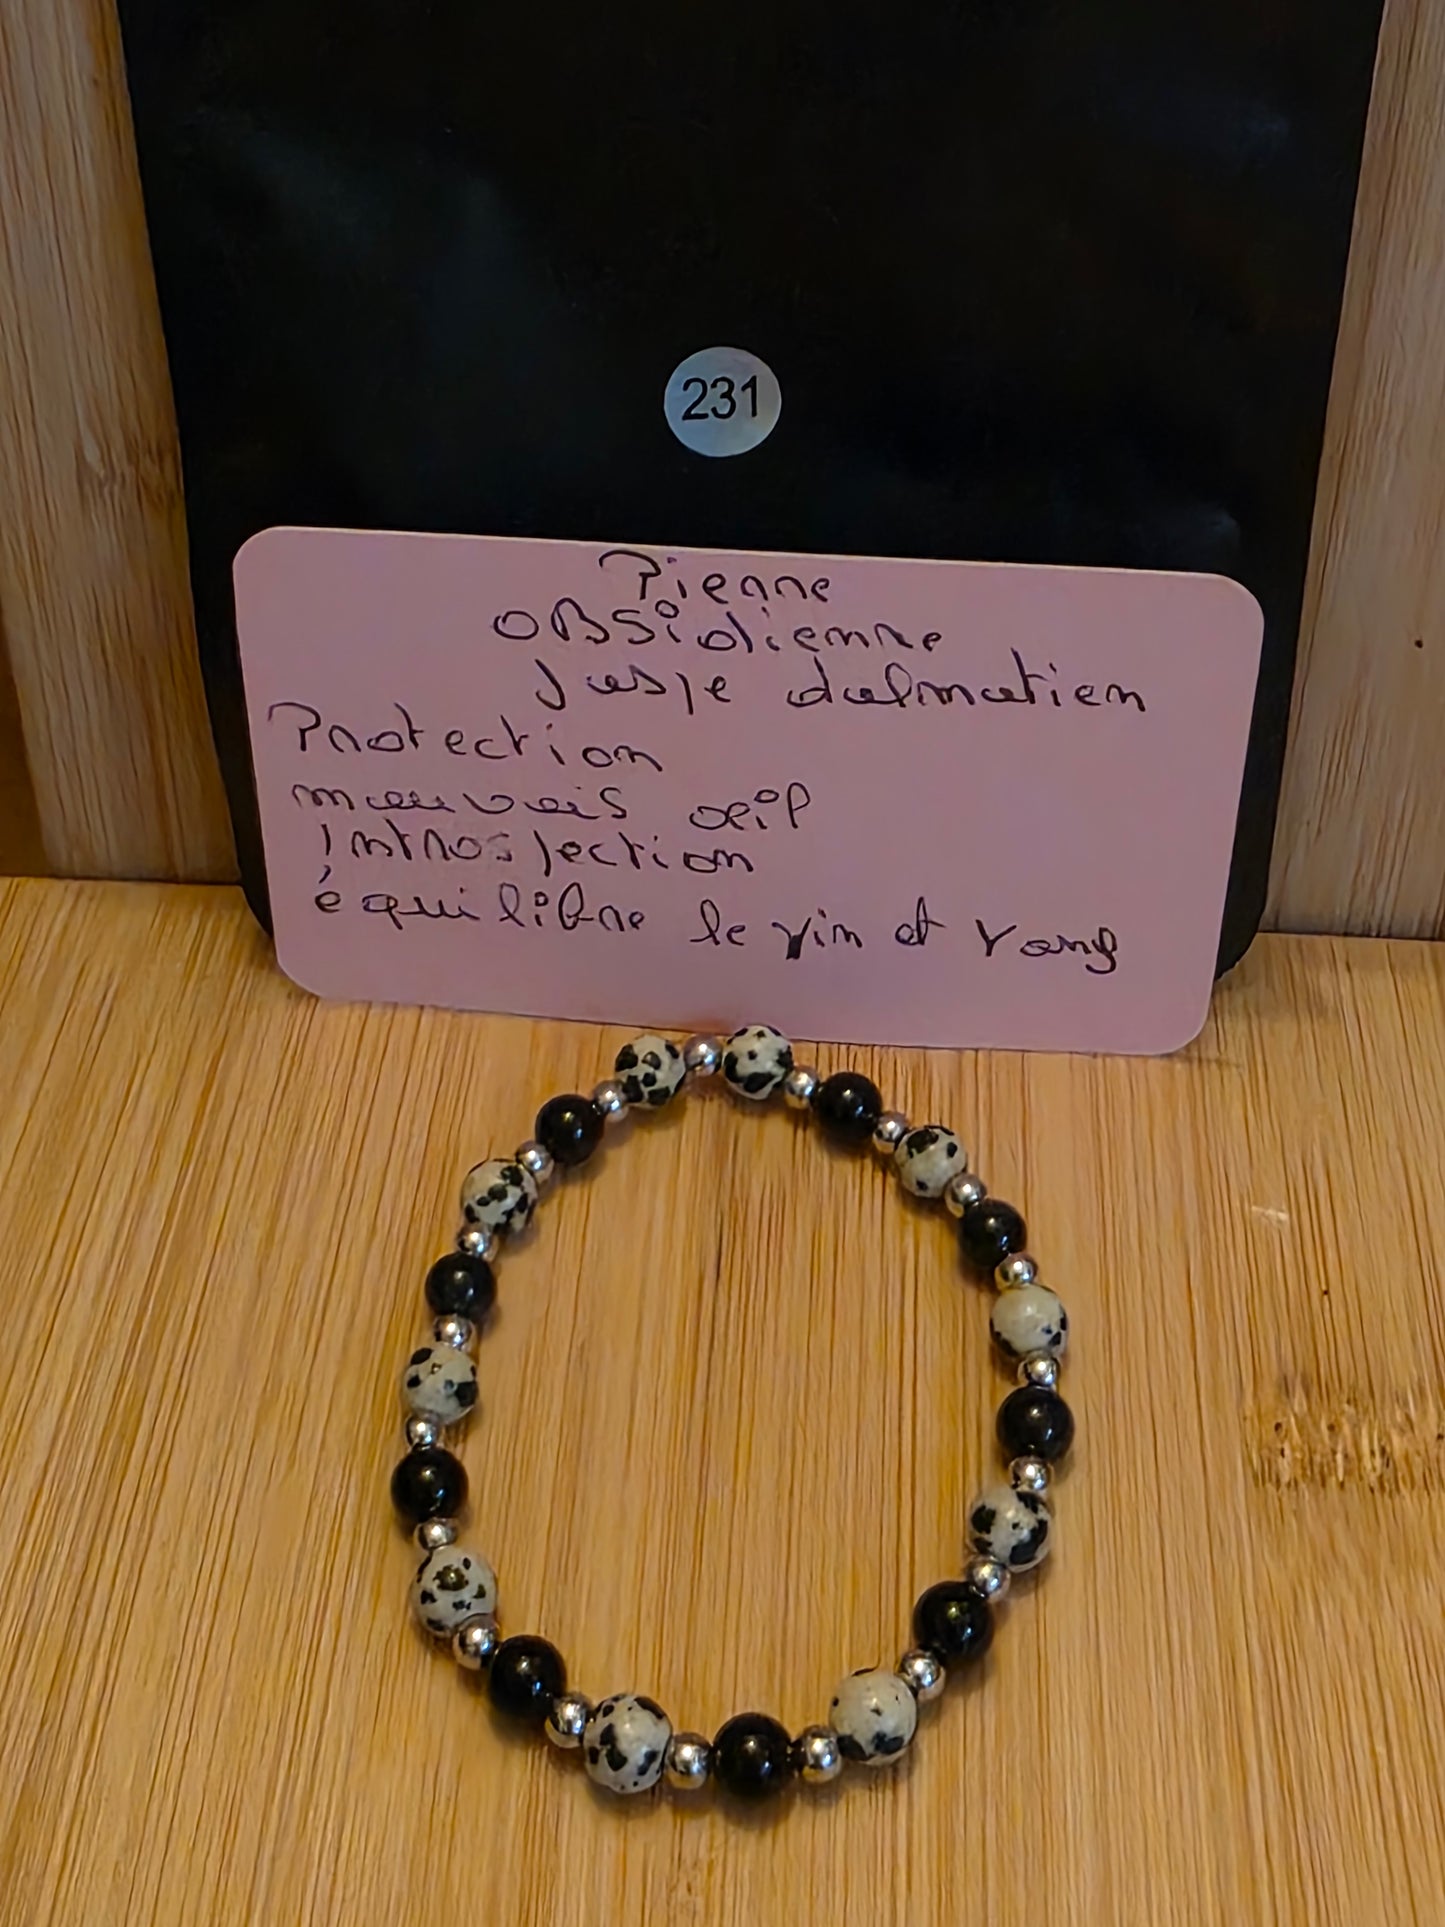 231
Pierre
OBSidienne
Jaspe dalmatien
Protection
mauvais oeil
Introspection
équilibre le yin et yang